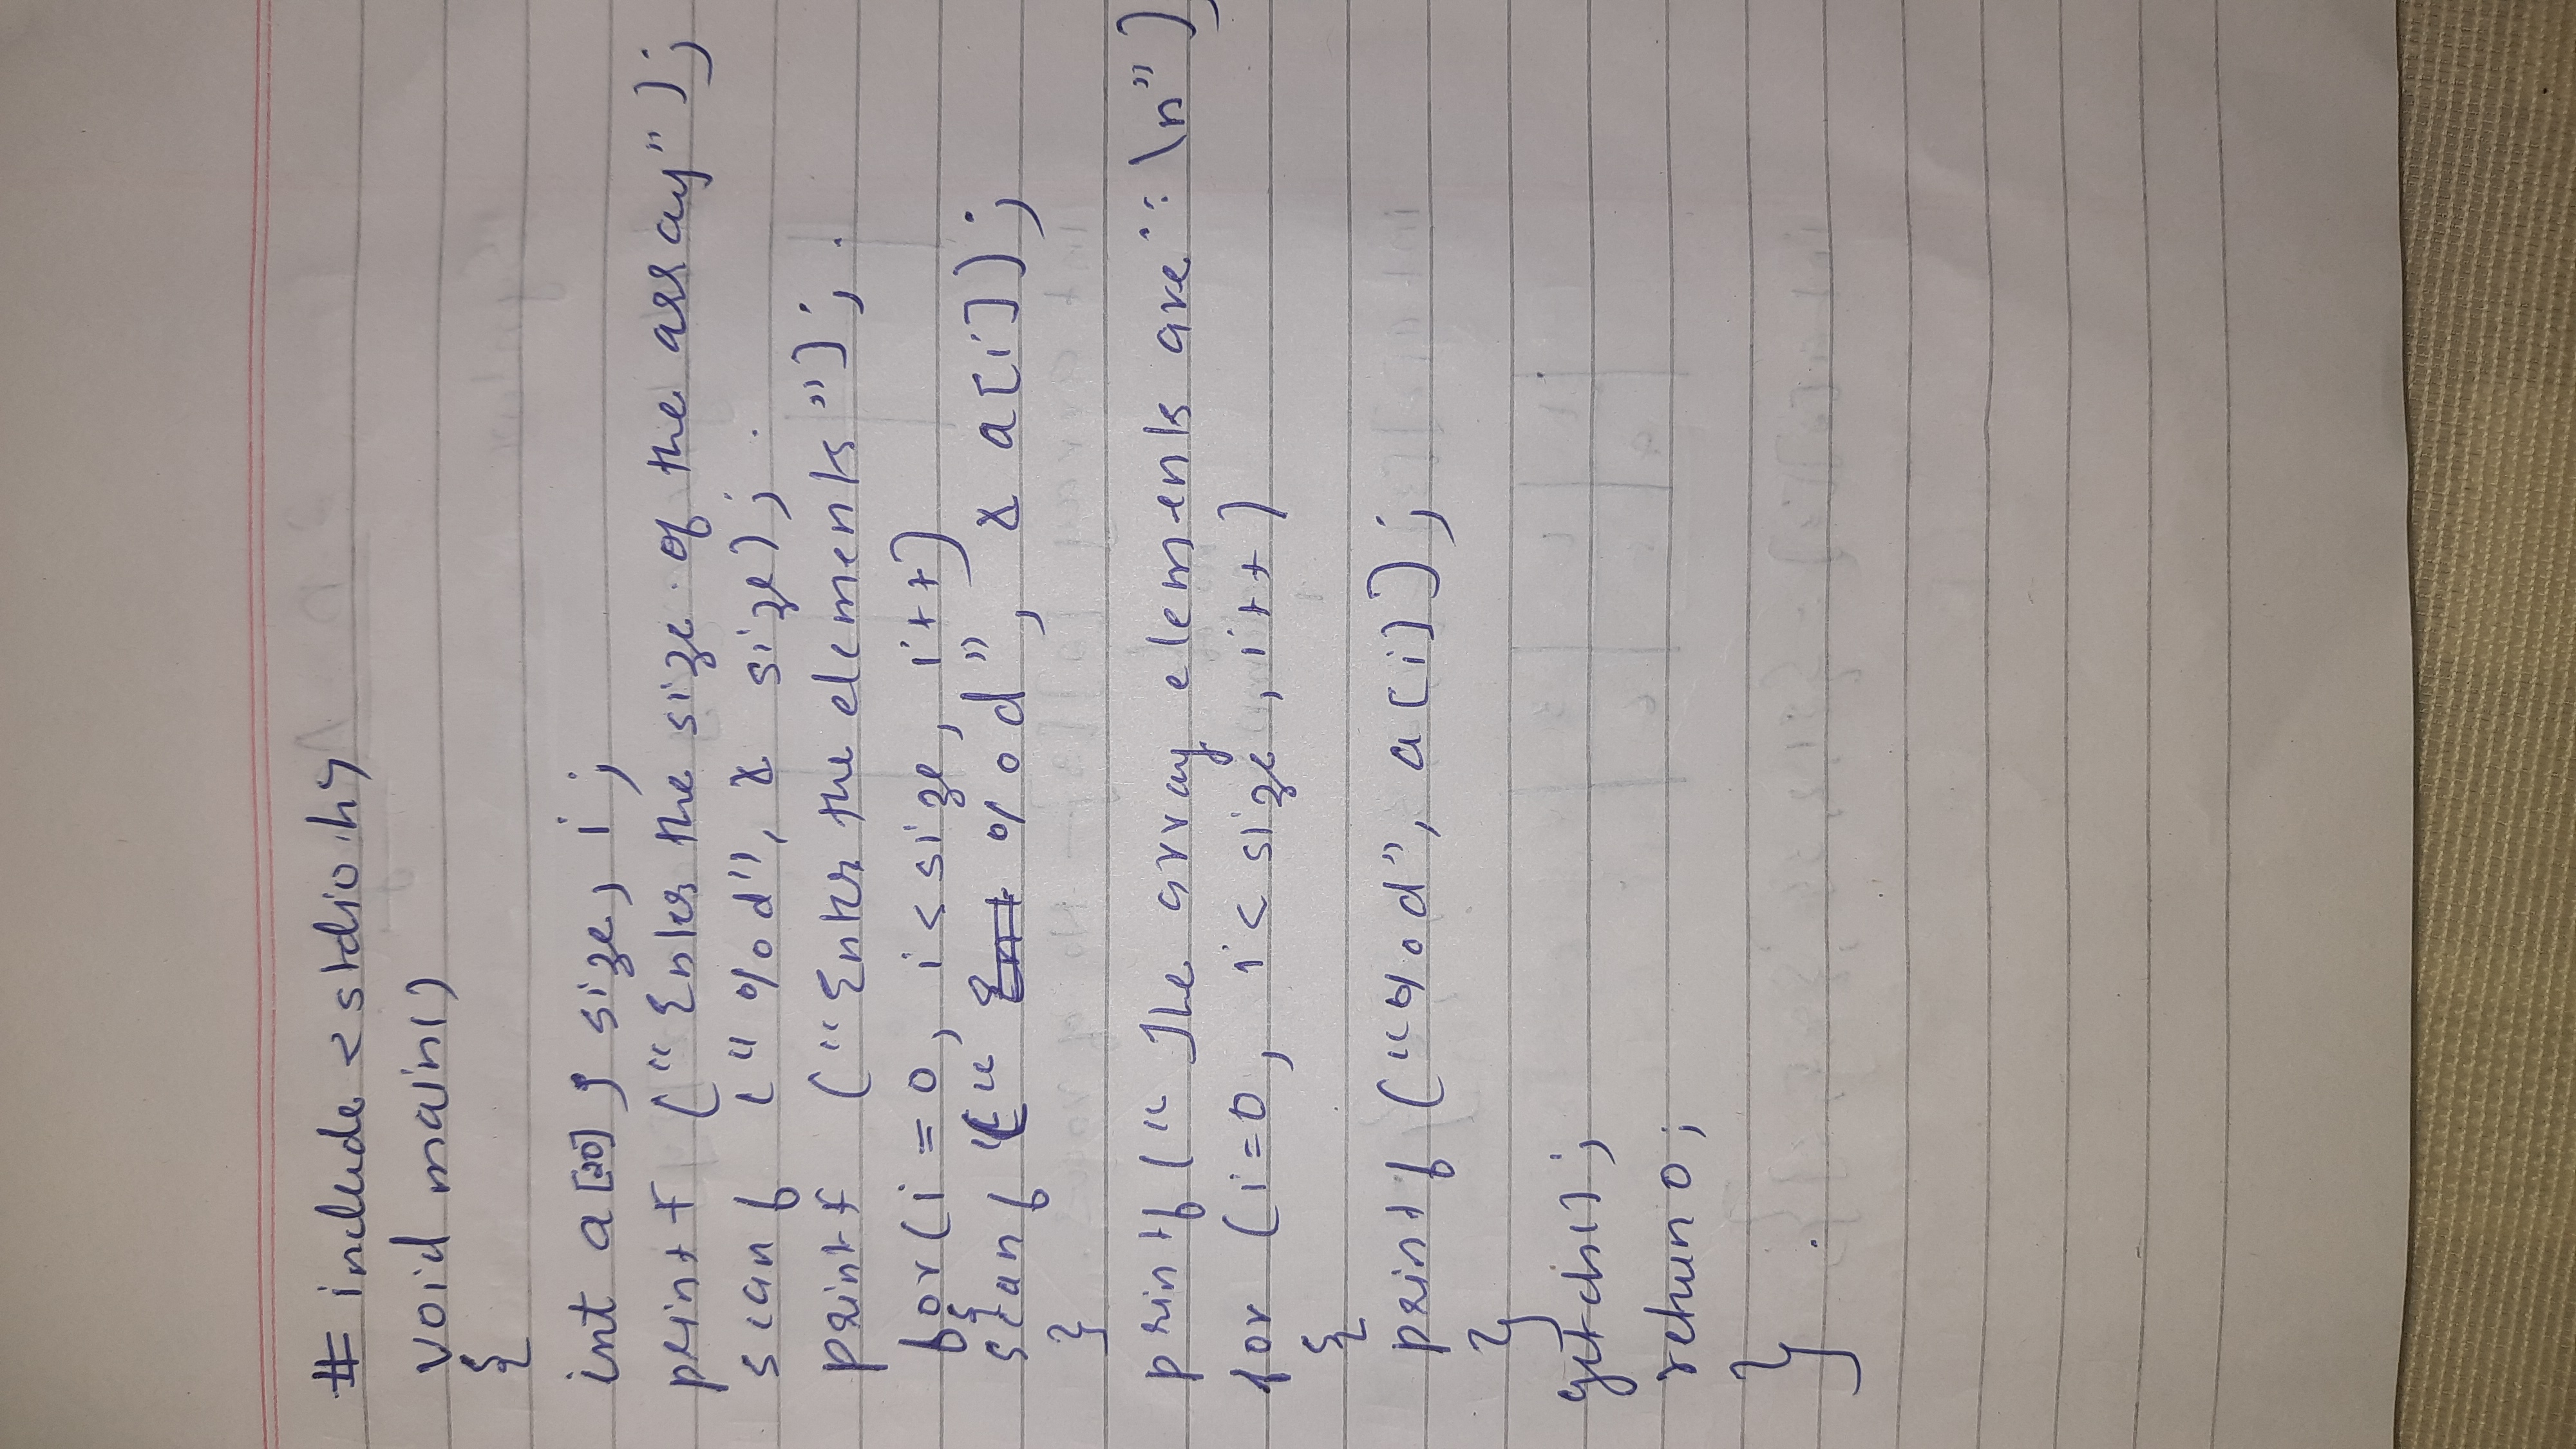 # include <stdio.h>
void main()
{
int a[20], size, i;
printf ("Enter the size of the array");
scanf ("%d", & size);
printf ("Enter the elements");
for(i = 0, i < size, i++)
{
scanf (" %d", & a[i]);
}
printf (" The array elements are : \n")
for (i=0, i < size, i++)
{
printf ("%d", a[i]);
}
getch();
return 0;
}